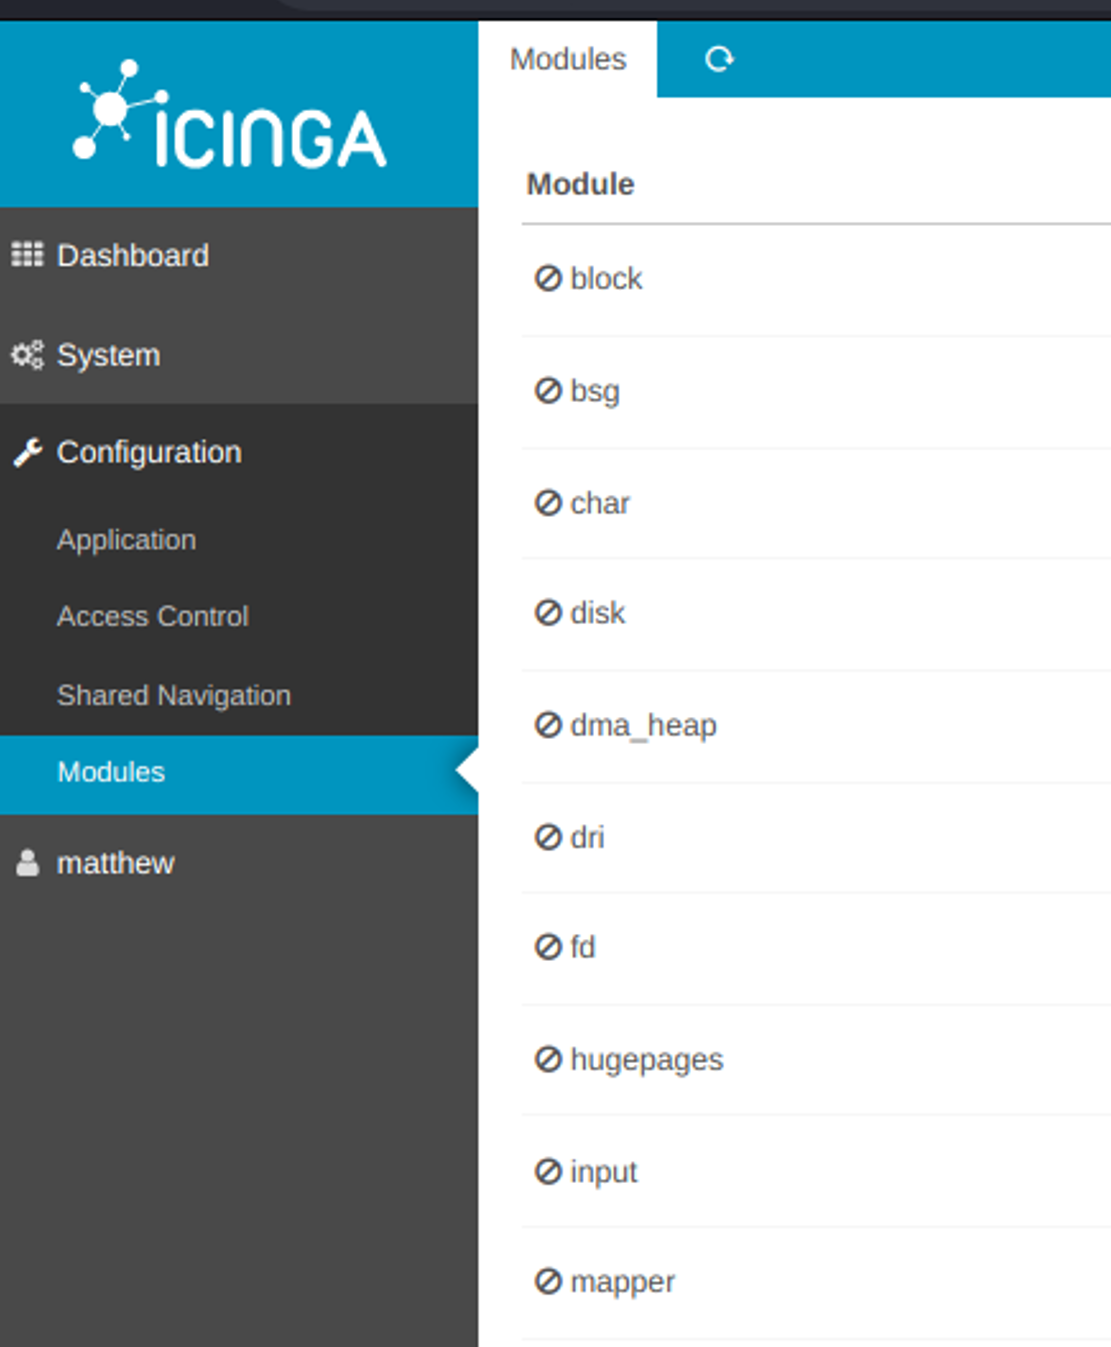 ICINGA
Dashboard
System
Configuration
Application
Access Control
Shared Navigation
Modules
matthew
Modules
Module
block
bsg
char
disk
dma_heap
dri
fd
hugepages
input
mapper